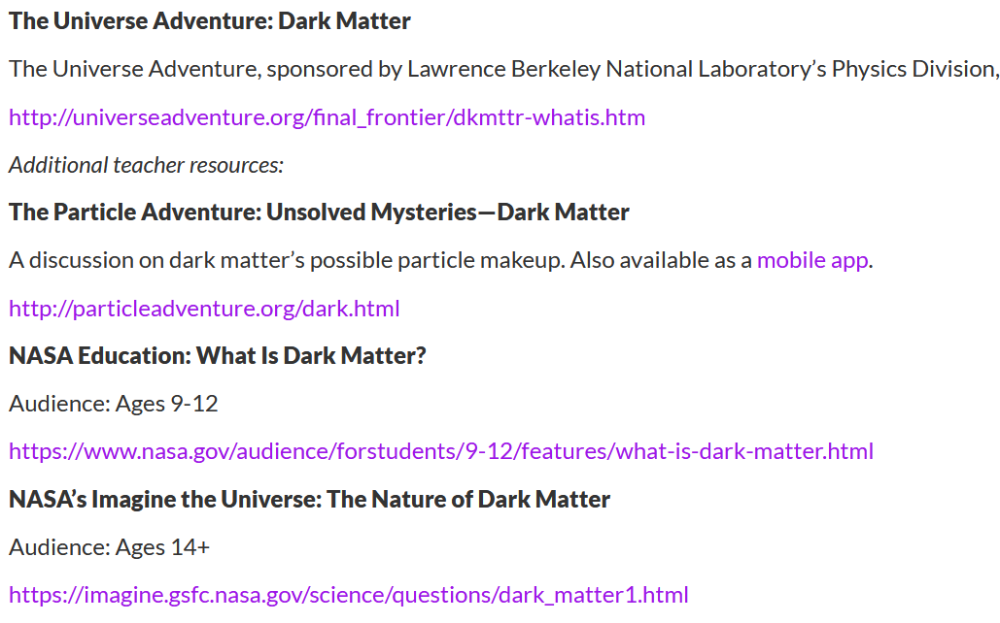 The Universe Adventure: Dark Matter
The Universe Adventure, sponsored by Lawrence Berkeley National Laboratory’s Physics Division,
http://universeadventure.org/final_frontier/dkmttr-whatis.htm
Additional teacher resources:
The Particle Adventure: Unsolved Mysteries—Dark Matter
A discussion on dark matter’s possible particle makeup. Also available as a mobile app.
http://particleadventure.org/dark.html
NASA Education: What Is Dark Matter?
Audience: Ages 9-12
https://www.nasa.gov/audience/forstudents/9-12/features/what-is-dark-matter.html
NASA’s Imagine the Universe: The Nature of Dark Matter
Audience: Ages 14+
https://imagine.gsfc.nasa.gov/science/questions/dark_matter1.html